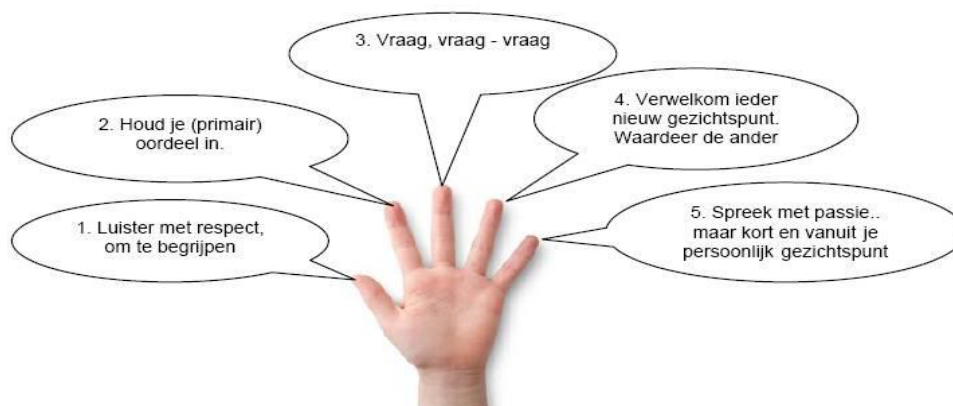 1. Luister met respect,
om te begrijpen
2. Houd je (primair)
oordeel in.
3. Vraag, vraag - vraag
4. Verwelkom ieder
nieuw gezichtspunt.
Waardeer de ander
5. Spreek met passie..
maar kort en vanuit je
persoonlijk gezichtspunt